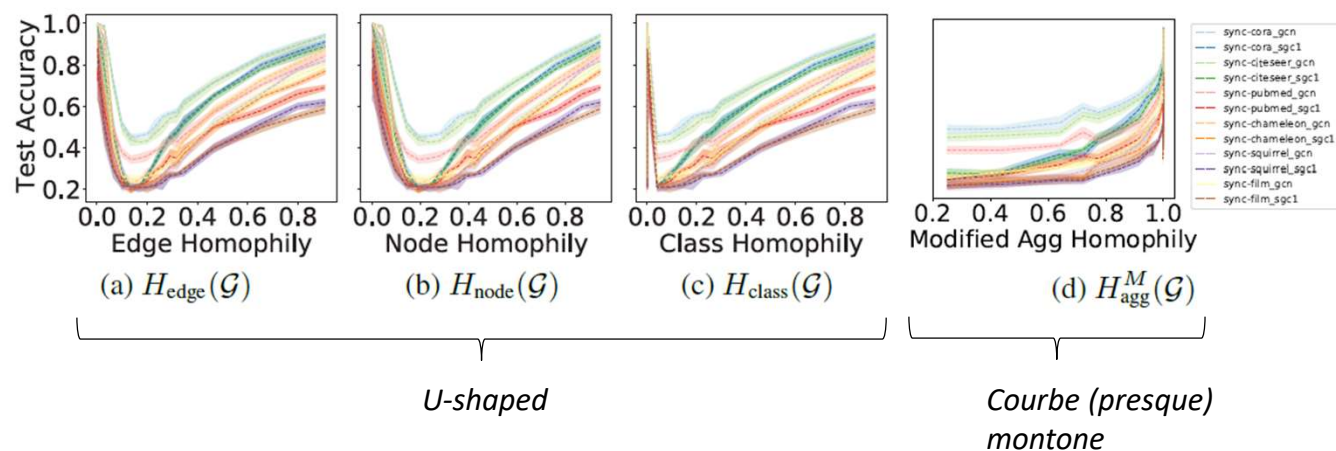 1.0
0.8
0.6
0.4
0.2
Test Accuracy
0.0 0.2 0.4 0.6 0.8
Edge Homophily
0.0 0.2 0.4 0.6 0.8
Node Homophily
0.0 0.2 0.4 0.6 0.8
Class Homophily
0.2 0.4 0.6 0.8 1.0
Modified Agg Homophily
sync-cora_gcn
sync-cora_sgc1
sync-citeseer_gcn
sync-citeseer_sgc1
sync-pubmed_gcn
sync-pubmed_sgc1
sync-chameleon_gcn
sync-chameleon_sgc1
sync-squirrel_gcn
sync-squirrel_sgc1
sync-film_gcn
sync-film_sgc1
(a) H_edge(𝒢)
(b) H_node(𝒢)
(c) H_class(𝒢)
(d) H^M_agg(𝒢)
U-shaped
Courbe (presque)
montone